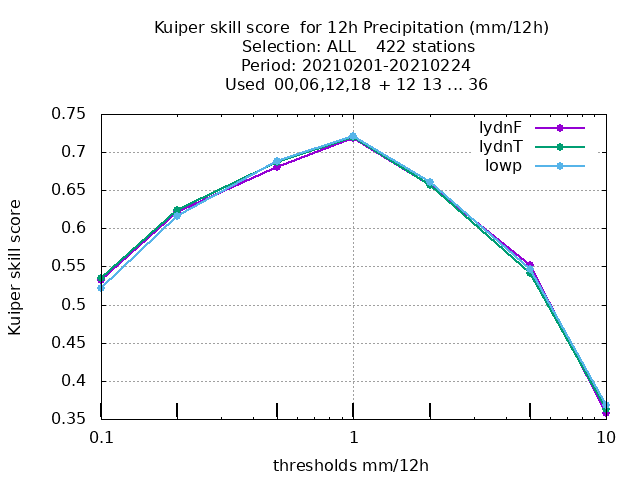 Kuiper skill score  for 12h Precipitation (mm/12h)
Selection: ALL    422 stations
Period: 20210201-20210224
Used  00,06,12,18  + 12 13 ... 36
0.75
0.7
0.65
0.6
0.55
0.5
0.45
0.4
0.35
Kuiper skill score
lydnF
lydnT
lowp
0.1
1
10
thresholds mm/12h